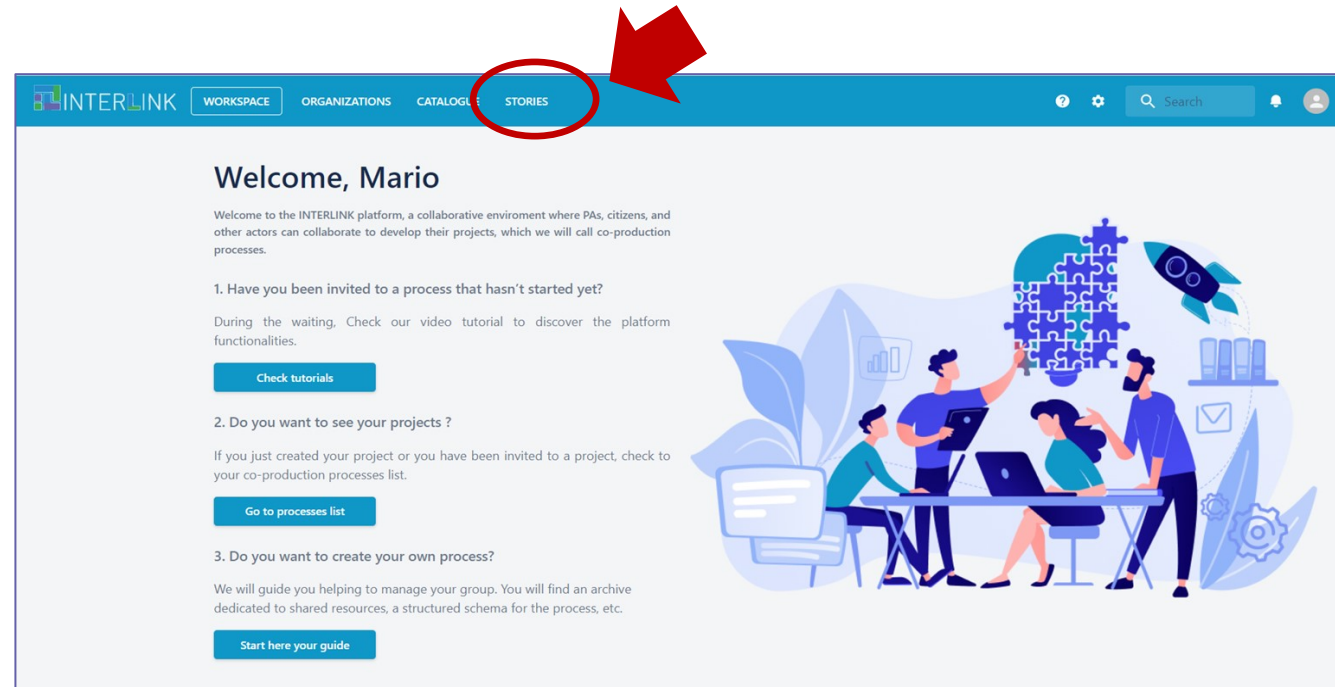 INTERLINK WORKSPACE ORGANIZATIONS CATALOGUE STORIES Search
Welcome, Mario
Welcome to the INTERLINK platform, a collaborative enviroment where PAs, citizens, and
other actors can collaborate to develop their projects, which we will call co-production
processes.
1. Have you been invited to a process that hasn't started yet?
During the waiting, Check our video tutorial to discover the platform
functionalities.
Check tutorials
2. Do you want to see your projects ?
If you just created your project or you have been invited to a project, check to
your co-production processes list.
Go to processes list
3. Do you want to create your own process?
We will guide you helping to manage your group. You will find an archive
dedicated to shared resources, a structured schema for the process, etc.
Start here your guide